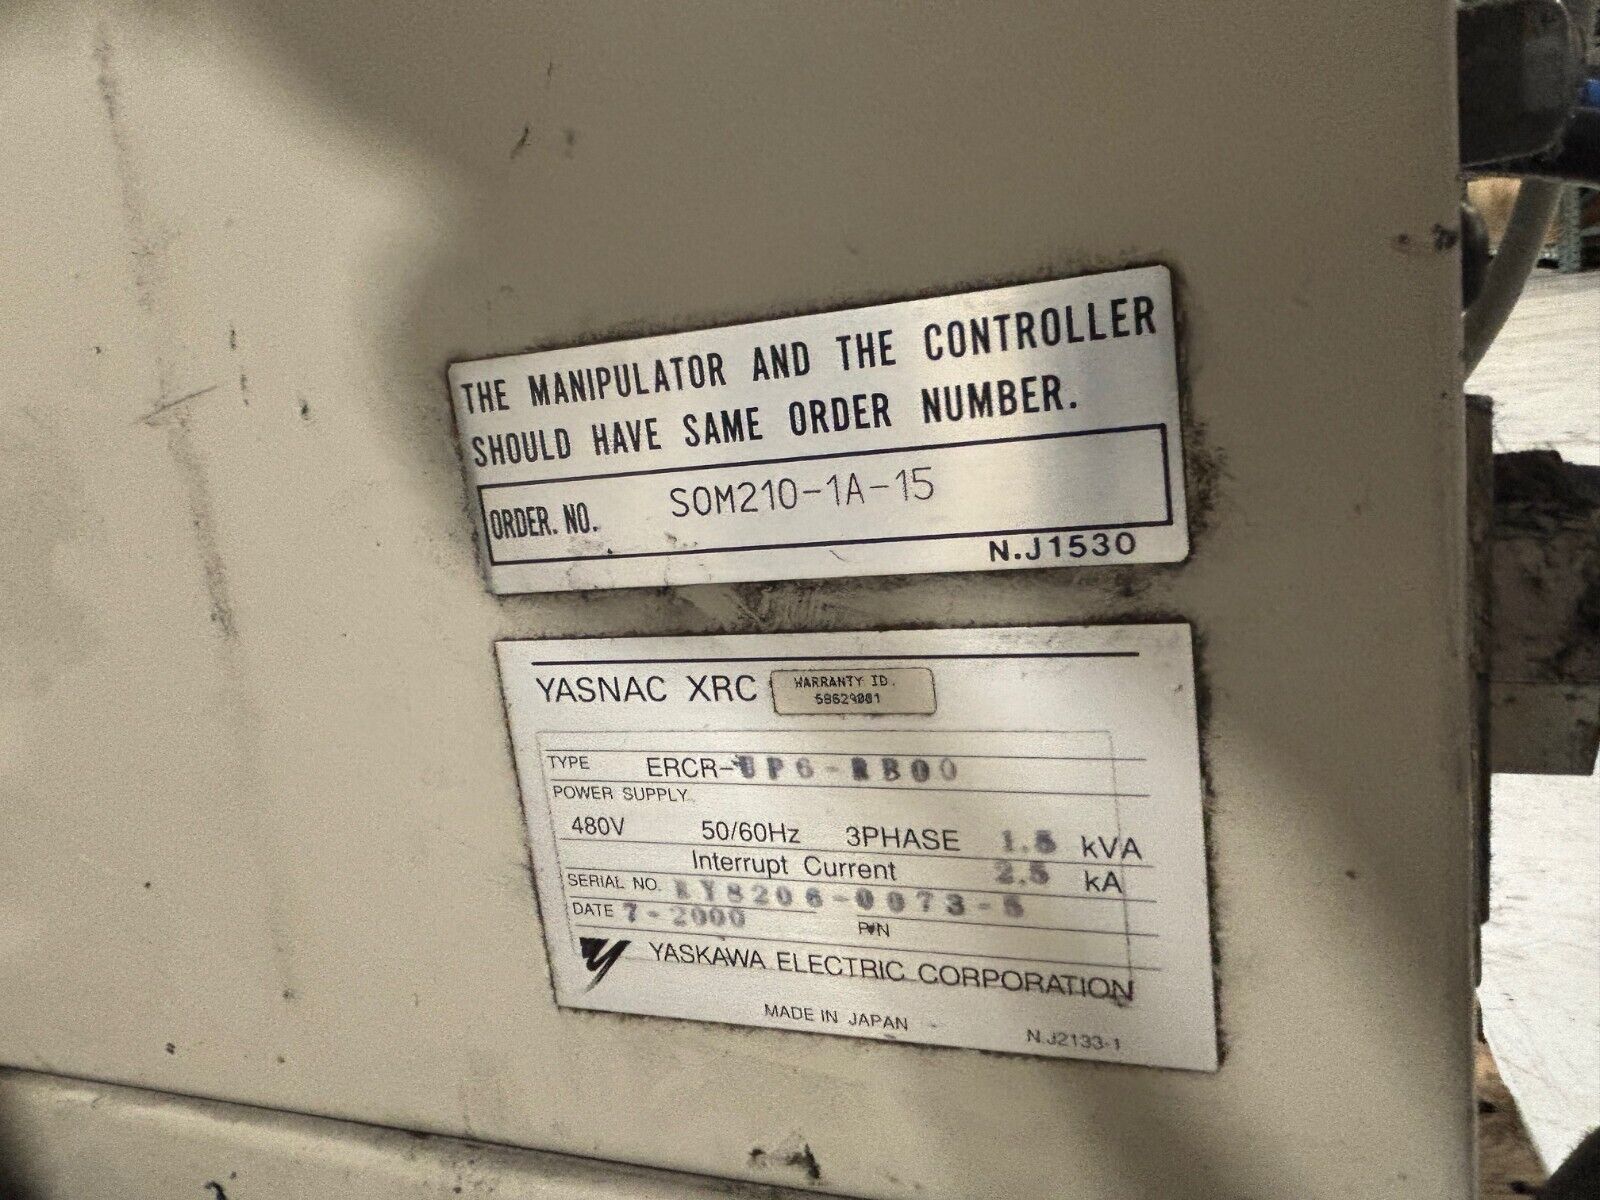 THE MANIPULATOR AND THE CONTROLLER
SHOULD HAVE SAME ORDER NUMBER.
ORDER. NO. SOM210-1A-15
N.J1530
YASNAC XRC
WARRANTY ID.
TYPE ERCR-UP6-RB00
POWER SUPPLY
480V 50/60Hz 3PHASE 1.5 kVA
Interrupt Current 2.5 kA
SERIAL NO.
DATE 7-2000 P/N
YASKAWA ELECTRIC CORPORATION
MADE IN JAPAN
N.J2133-1